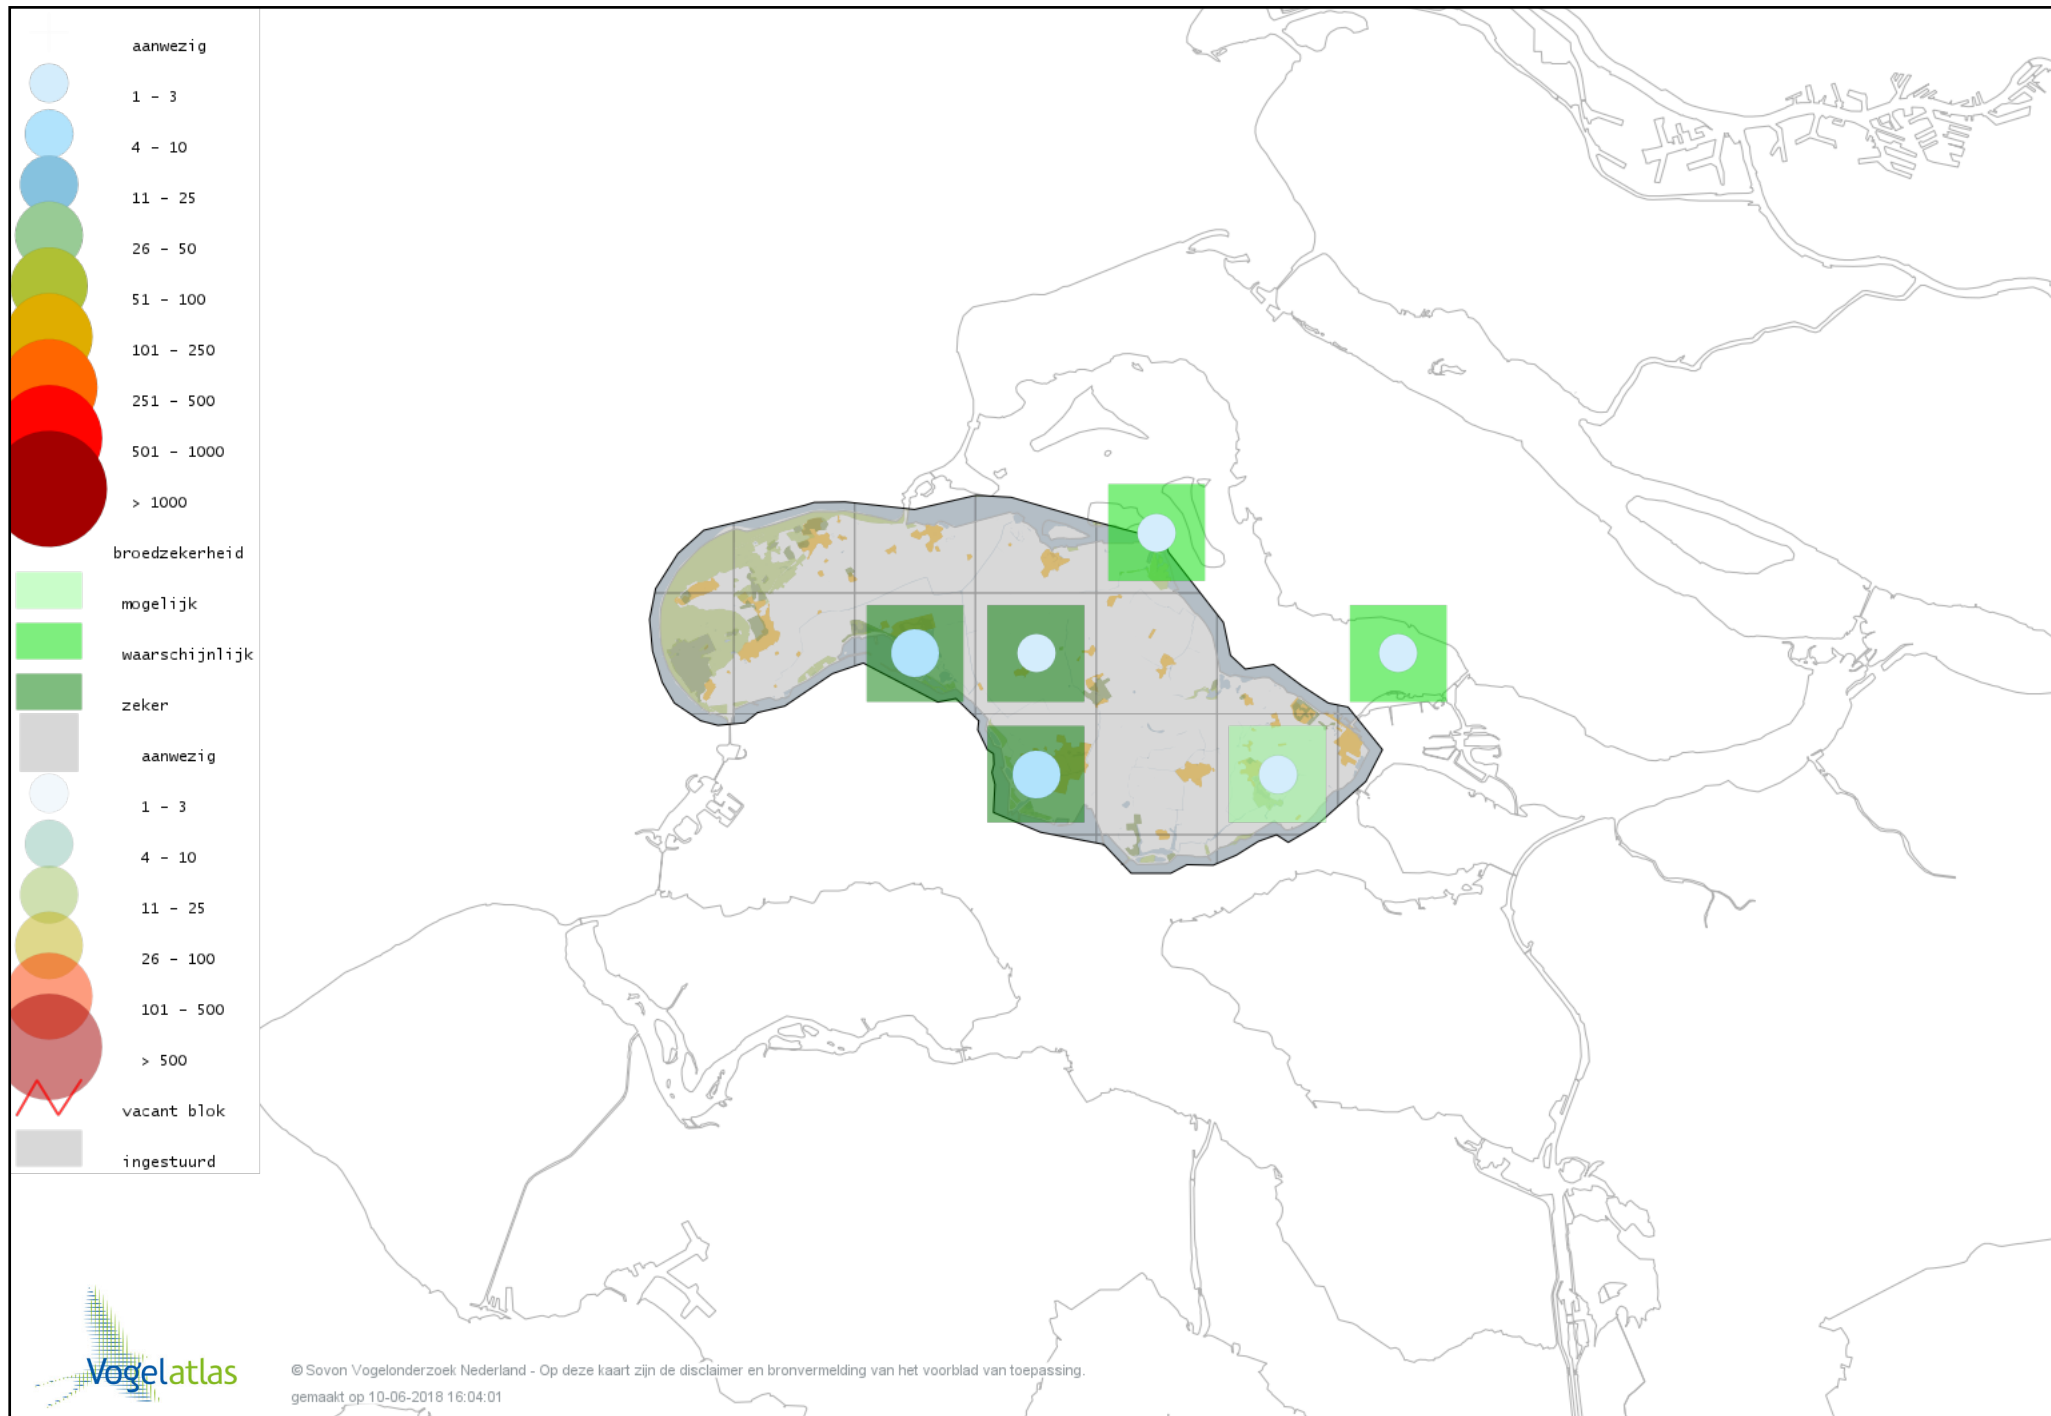 aanwezig
1 - 3
4 - 10
11 - 25
26 - 50
51 - 100
101 - 250
251 - 500
501 - 1000
> 1000
broedzekerheid
mogelijk
waarschijnlijk
zeker
aanwezig
1 - 3
4 - 10
11 - 25
26 - 100
101 - 500
> 500
vacant blok
ingestuurd
Vogelatlas
© Sovon Vogelonderzoek Nederland - Op deze kaart zijn de disclaimer en bronvermelding van het voorblad van toepassing.
gemaakt op 10-06-2018 16:04:01